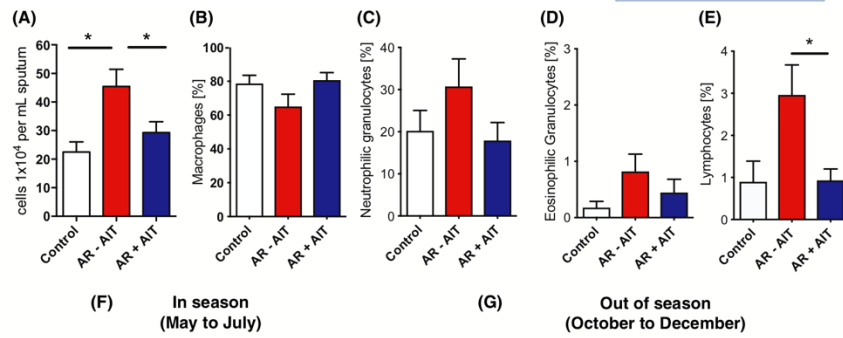 (A)
*
*
cells 1x10⁴ per mL sputum
60
50
40
30
20
10
0
Control
AR - AIT
AR + AIT
(B)
Macrophages [%]
100
80
60
40
20
0
Control
AR - AIT
AR + AIT
(C)
Neutrophilic granulocytes [%]
40
30
20
10
0
Control
AR - AIT
AR + AIT
(D)
Eosinophilic Granulocytes [%]
3
2
1
0
Control
AR - AIT
AR + AIT
(E)
*
Lymphocytes [%]
4
3
2
1
0
Control
AR - AIT
AR + AIT
(F) In season
(May to July)
(G) Out of season
(October to December)